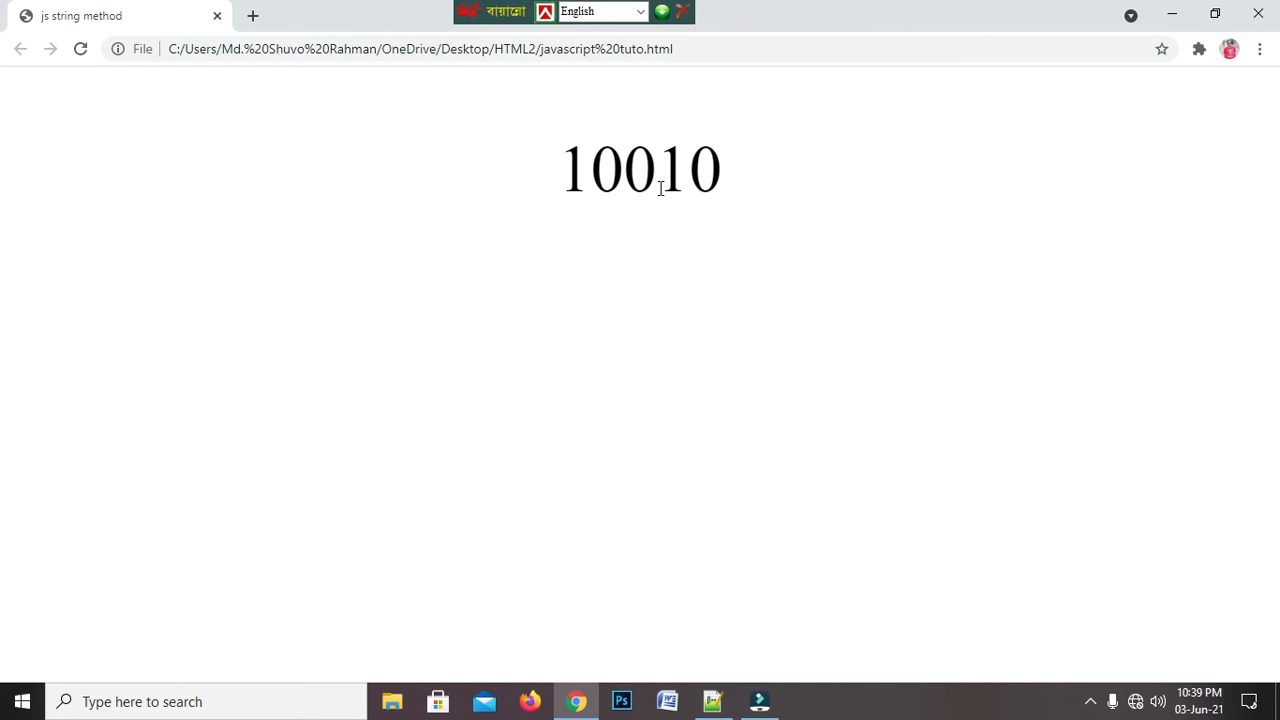 js string method
বায়ান্নো
English
File
C:/Users/Md.%20Shuvo%20Rahman/OneDrive/Desktop/HTML2/javascript%20tuto.html
10010
Type here to search
Ps
W
10:39 PM
03-Jun-21